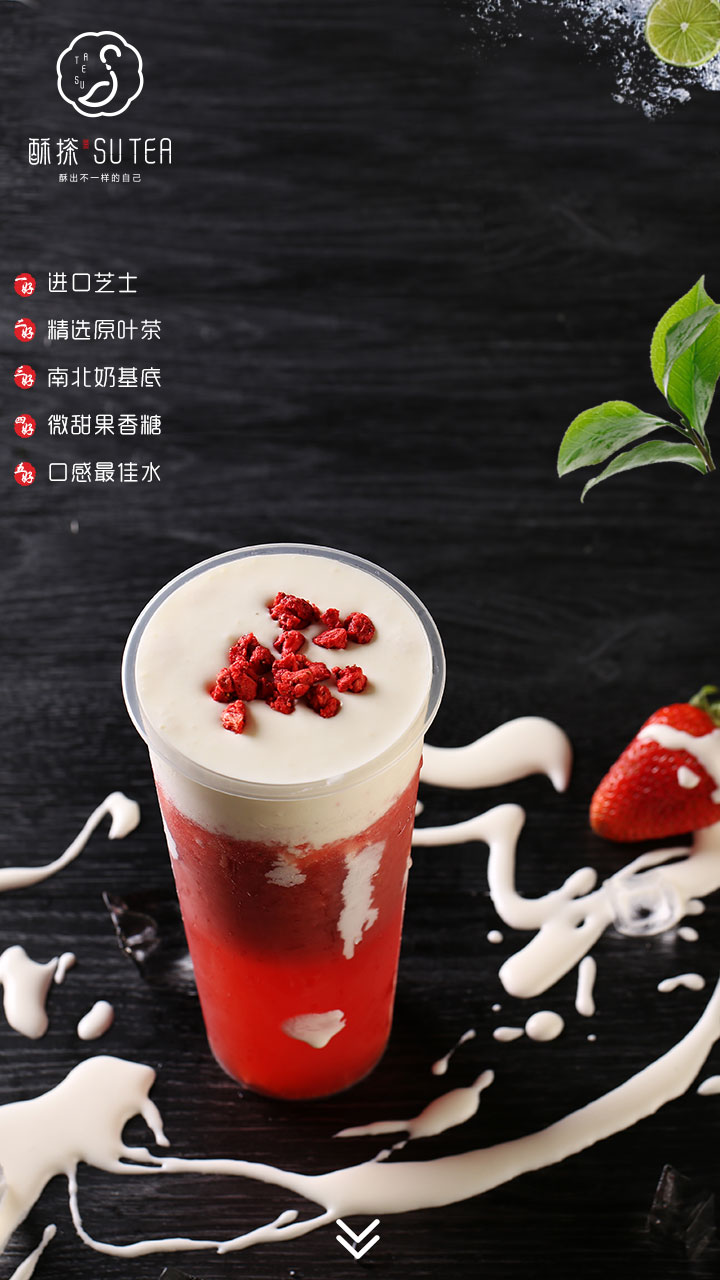 TAE
SU
酥搽 SUTEA
酥出不一样的自己
一好 进口芝士
二好 精选原叶茶
三好 南北奶基底
四好 微甜果香糖
五好 口感最佳水